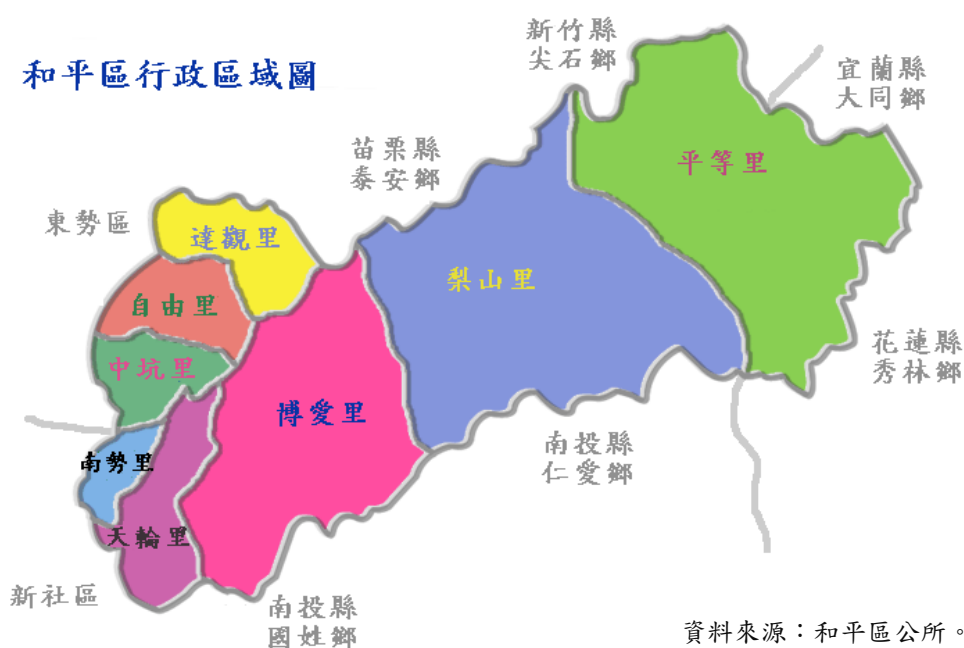 新竹縣
尖石鄉
和平區行政區域圖
宜蘭縣
大同鄉
苗栗縣
泰安鄉
平等里
東勢區
達觀里
梨山里
自由里
中坑里
花蓮縣
秀林鄉
博愛里
南勢里
南投縣
仁愛鄉
天輪里
新社區
南投縣
國姓鄉
資料來源：和平區公所。